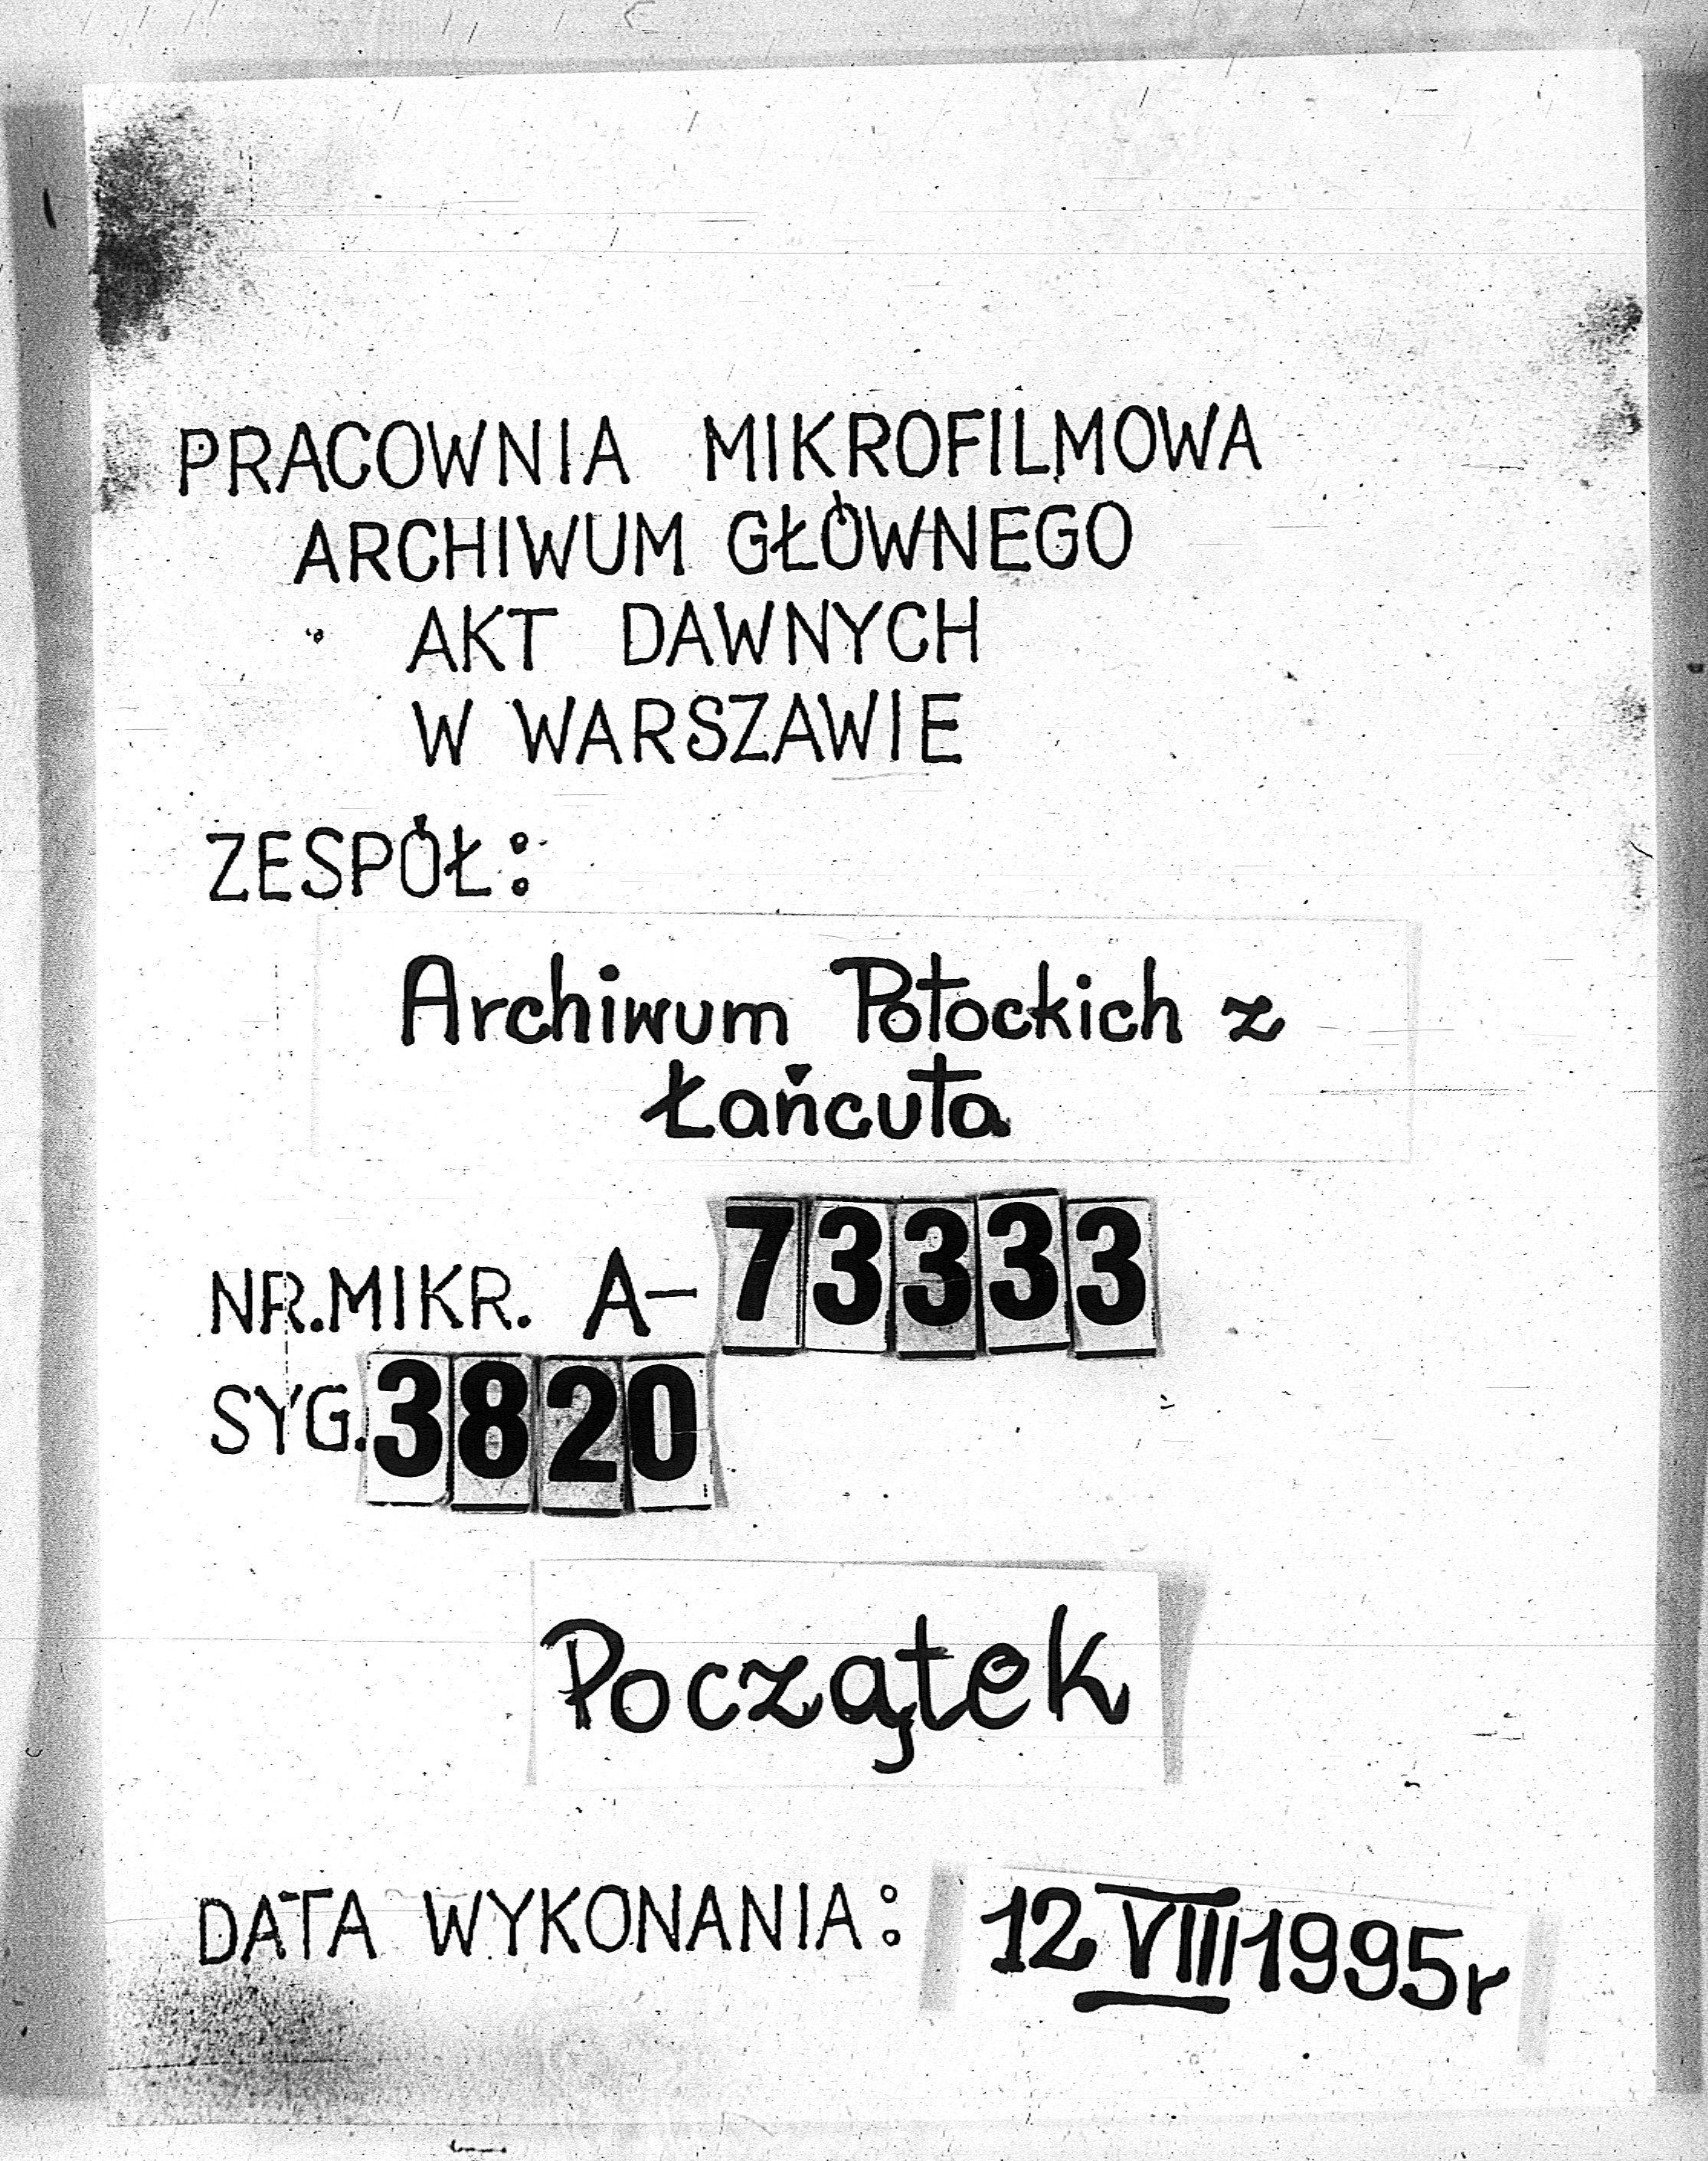 PRACOWNIA MIKROFILMOWA
ARCHIWUM GŁÓWNEGO
AKT DAWNYCH
W WARSZAWIE
ZESPÓŁ:
Archiwum Potockich z
Łańcuta
NR.MIKR. A-73333
SYG.3820
Początek
DATA WYKONANIA: 12 VIII 1995r